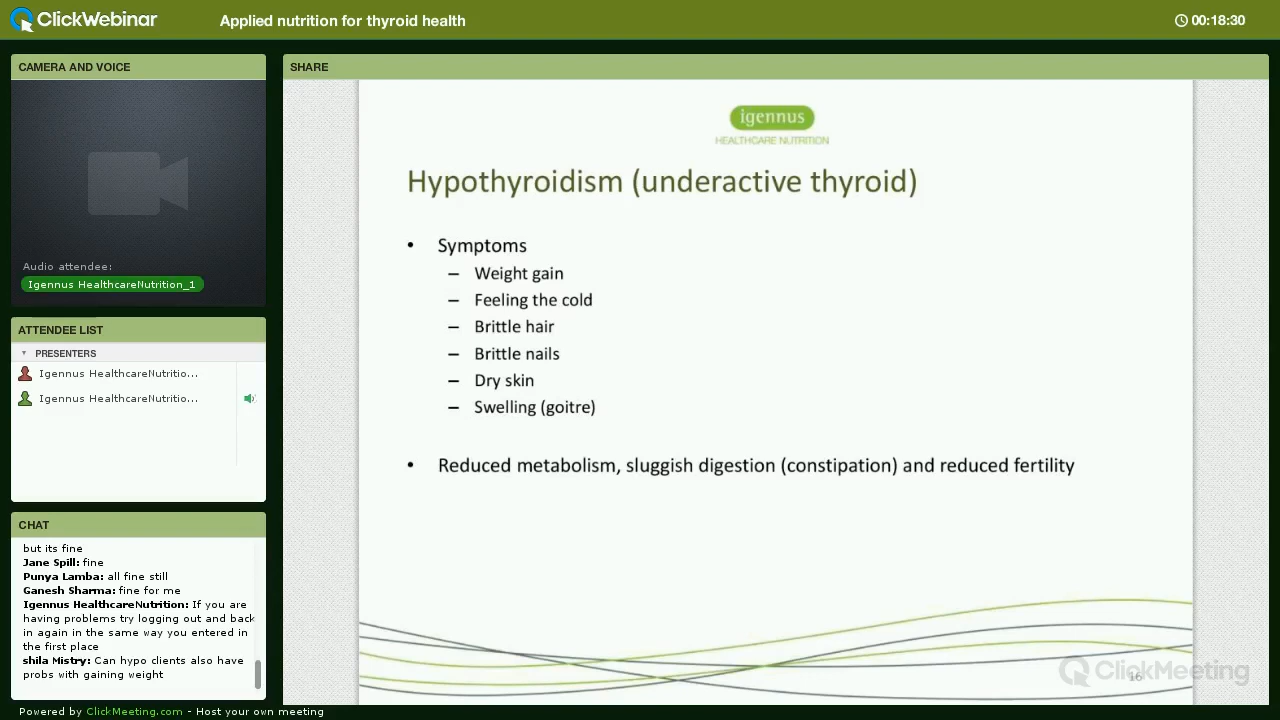 ClickWebinar
Applied nutrition for thyroid health
00:18:30
CAMERA AND VOICE
Audio attendee:
Igennus HealthcareNutrition_1
ATTENDEE LIST
PRESENTERS
Igennus HealthcareNutritio...
Igennus HealthcareNutritio...
CHAT
but its fine
Jane Spill: fine
Punya Lamba: all fine still
Ganesh Sharma: fine for me
Igennus HealthcareNutrition: If you are
having problems try logging out and back
in again in the same way you entered in
the first place
shila Mistry: Can hypo clients also have
probs with gaining weight
SHARE
igennus
HEALTHCARE NUTRITION
Hypothyroidism (underactive thyroid)
• Symptoms
– Weight gain
– Feeling the cold
– Brittle hair
– Brittle nails
– Dry skin
– Swelling (goitre)
• Reduced metabolism, sluggish digestion (constipation) and reduced fertility
16
ClickMeeting
Powered by ClickMeeting.com - Host your own meeting